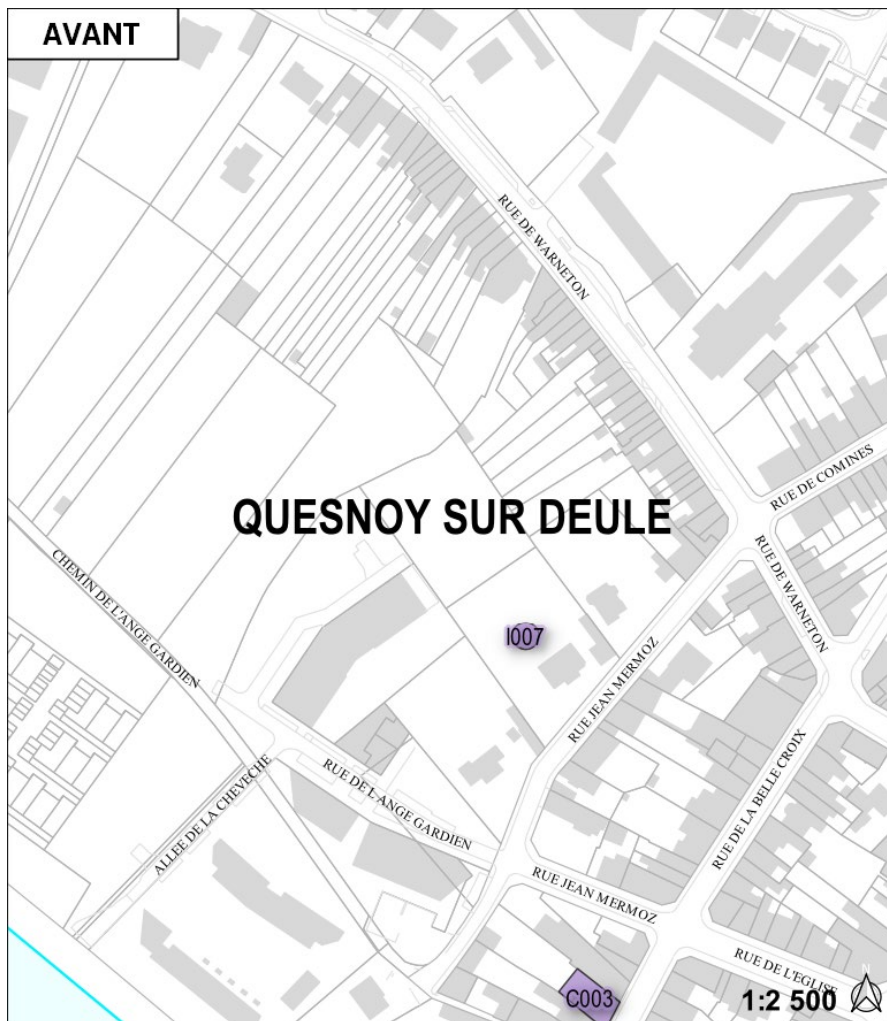 AVANT
RUE DE WARNETON
RUE DE COMINES
QUESNOY SUR DEULE
RUE DE WARNETON
CHEMIN DE L'ANGE GARDIEN
I007
RUE JEAN MERMOZ
RUE DE LA BELLE CROIX
ALLEE DE LA CHEVECHE
RUE DE L'ANGE GARDIEN
RUE JEAN MERMOZ
RUE DE L'EGLISE
C003
N
1:2 500